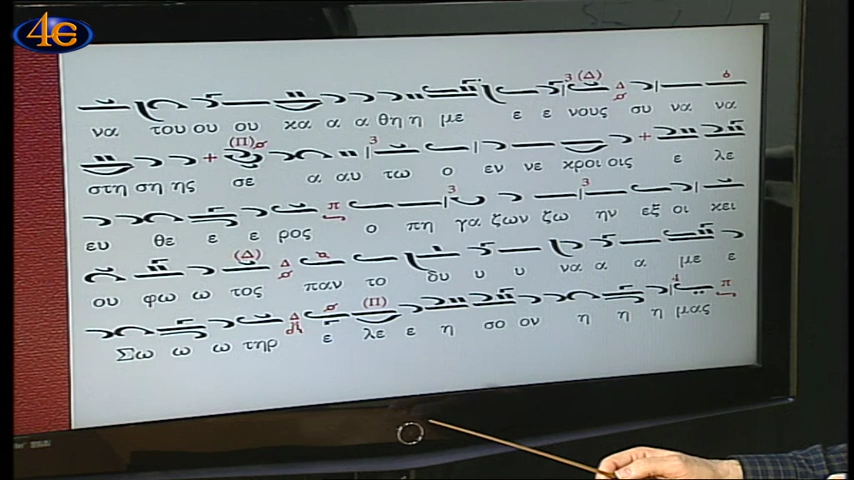 4ε
να του ου ου κα α α θη η με ε ε νους συ να να
στη ση ης σε α αυ τω ο εν νε κροι οις ε λε
ευ θε ε ε ρος ο πη γα ζων ζω ην εξ οι κει
ου φω ω τος παν το δυ υ υ να α α με ε
Σω ω ω τηρ ε λε ε η σο ον η η η μας